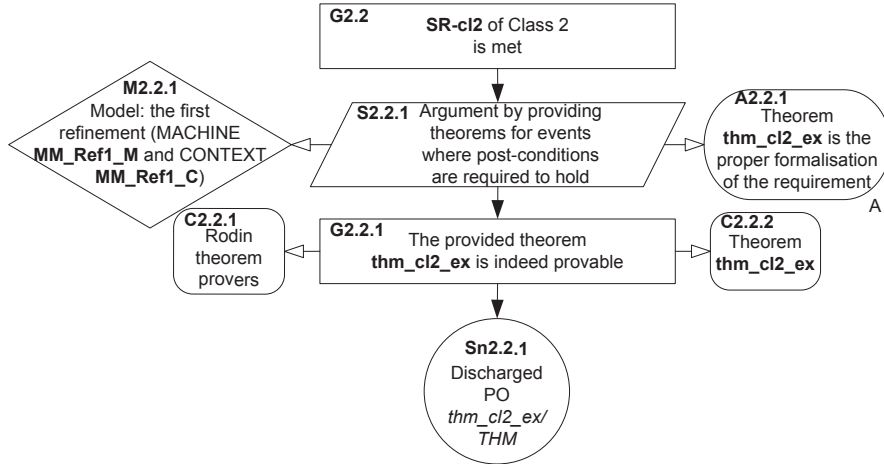 G2.2
SR-cl2 of Class 2
is met
M2.2.1
Model: the first
refinement (MACHINE
MM_Ref1_M and CONTEXT
MM_Ref1_C)
S2.2.1
Argument by providing
theorems for events
where post-conditions
are required to hold
A2.2.1
Theorem
thm_cl2_ex is the
proper formalisation
of the requirement
A
C2.2.1
Rodin
theorem
provers
G2.2.1
The provided theorem
thm_cl2_ex is indeed provable
C2.2.2
Theorem
thm_cl2_ex
Sn2.2.1
Discharged
PO
thm_cl2_ex/
THM